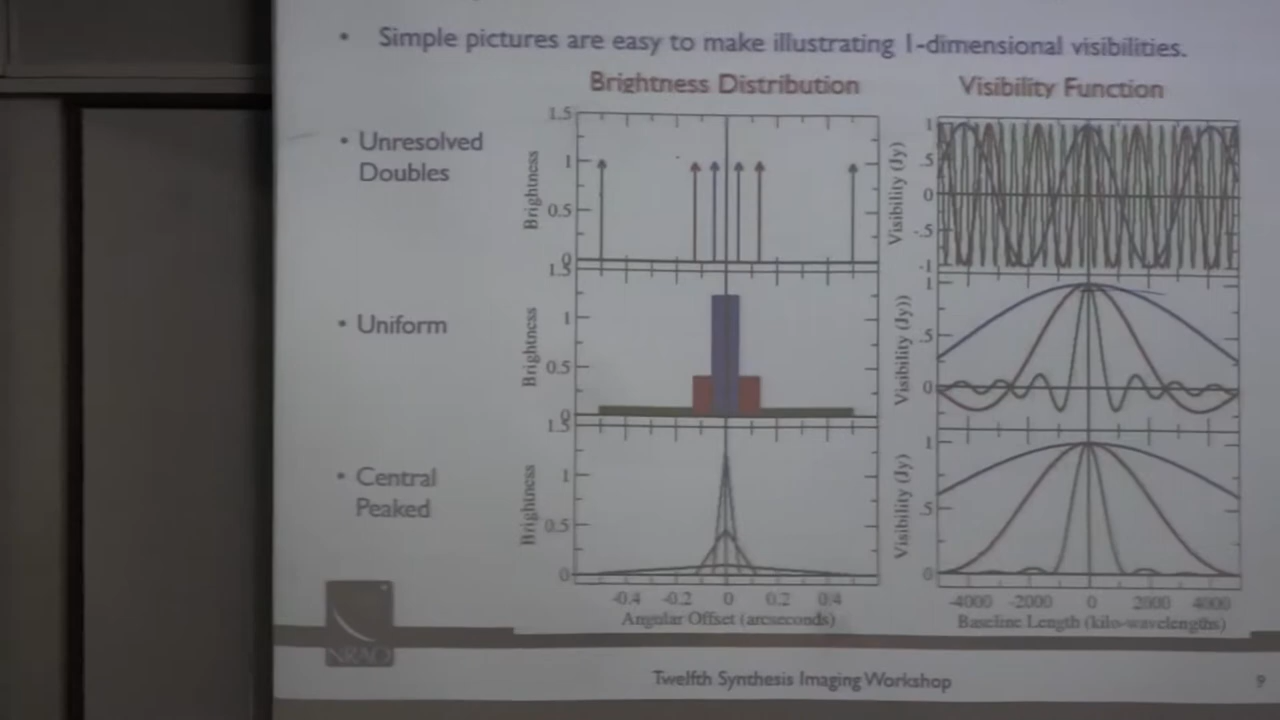 • Simple pictures are easy to make illustrating 1-dimensional visibilities.
Brightness Distribution
Visibility Function
• Unresolved
Doubles
Brightness
1.5
1
0.5
0
Visibility (Jy)
1
.5
0
-.5
-1
• Uniform
Brightness
1.5
1
0.5
0
Visibility (Jy))
1
.5
0
• Central
Peaked
Brightness
1.5
1
0.5
0
-0.4 -0.2 0 0.2 0.4
Angular Offset (arcseconds)
Visibility (Jy)
1
.5
0
-4000 -2000 0 2000 4000
Baseline Length (kilo-wavelengths)
NRAO
Twelfth Synthesis Imaging Workshop
9